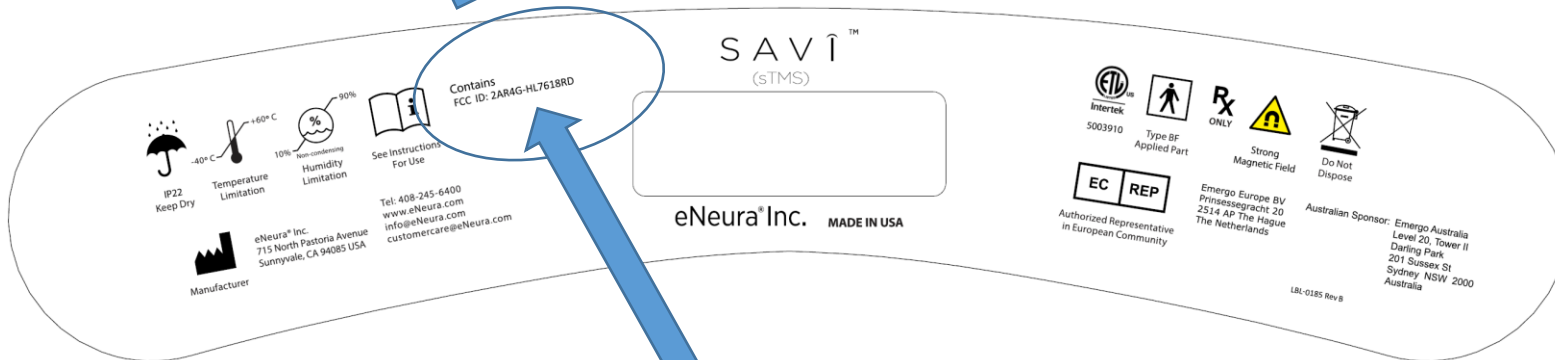 IP22
Keep Dry
-40° C
+60° C
Temperature
Limitation
%
10%
90%
Non-condensing
Humidity
Limitation
i
See Instructions
For Use
Contains
FCC ID: 2AR4G-HL7618RD
Manufacturer
eNeura® Inc.
715 North Pastoria Avenue
Sunnyvale, CA 94085 USA
Tel: 408-245-6400
www.eNeura.com
info@eNeura.com
customercare@eNeura.com
SAVÎ™
(sTMS)
eNeura® Inc. MADE IN USA
ETL US
Intertek
5003910
Type BF
Applied Part
Rx
ONLY
Strong
Magnetic Field
Do Not
Dispose
EC REP
Authorized Representative
in European Community
Emergo Europe BV
Prinsessegracht 20
2514 AP The Hague
The Netherlands
Australian Sponsor: Emergo Australia
Level 20, Tower II
Darling Park
201 Sussex St
Sydney NSW 2000
Australia
LBL-0185 Rev B